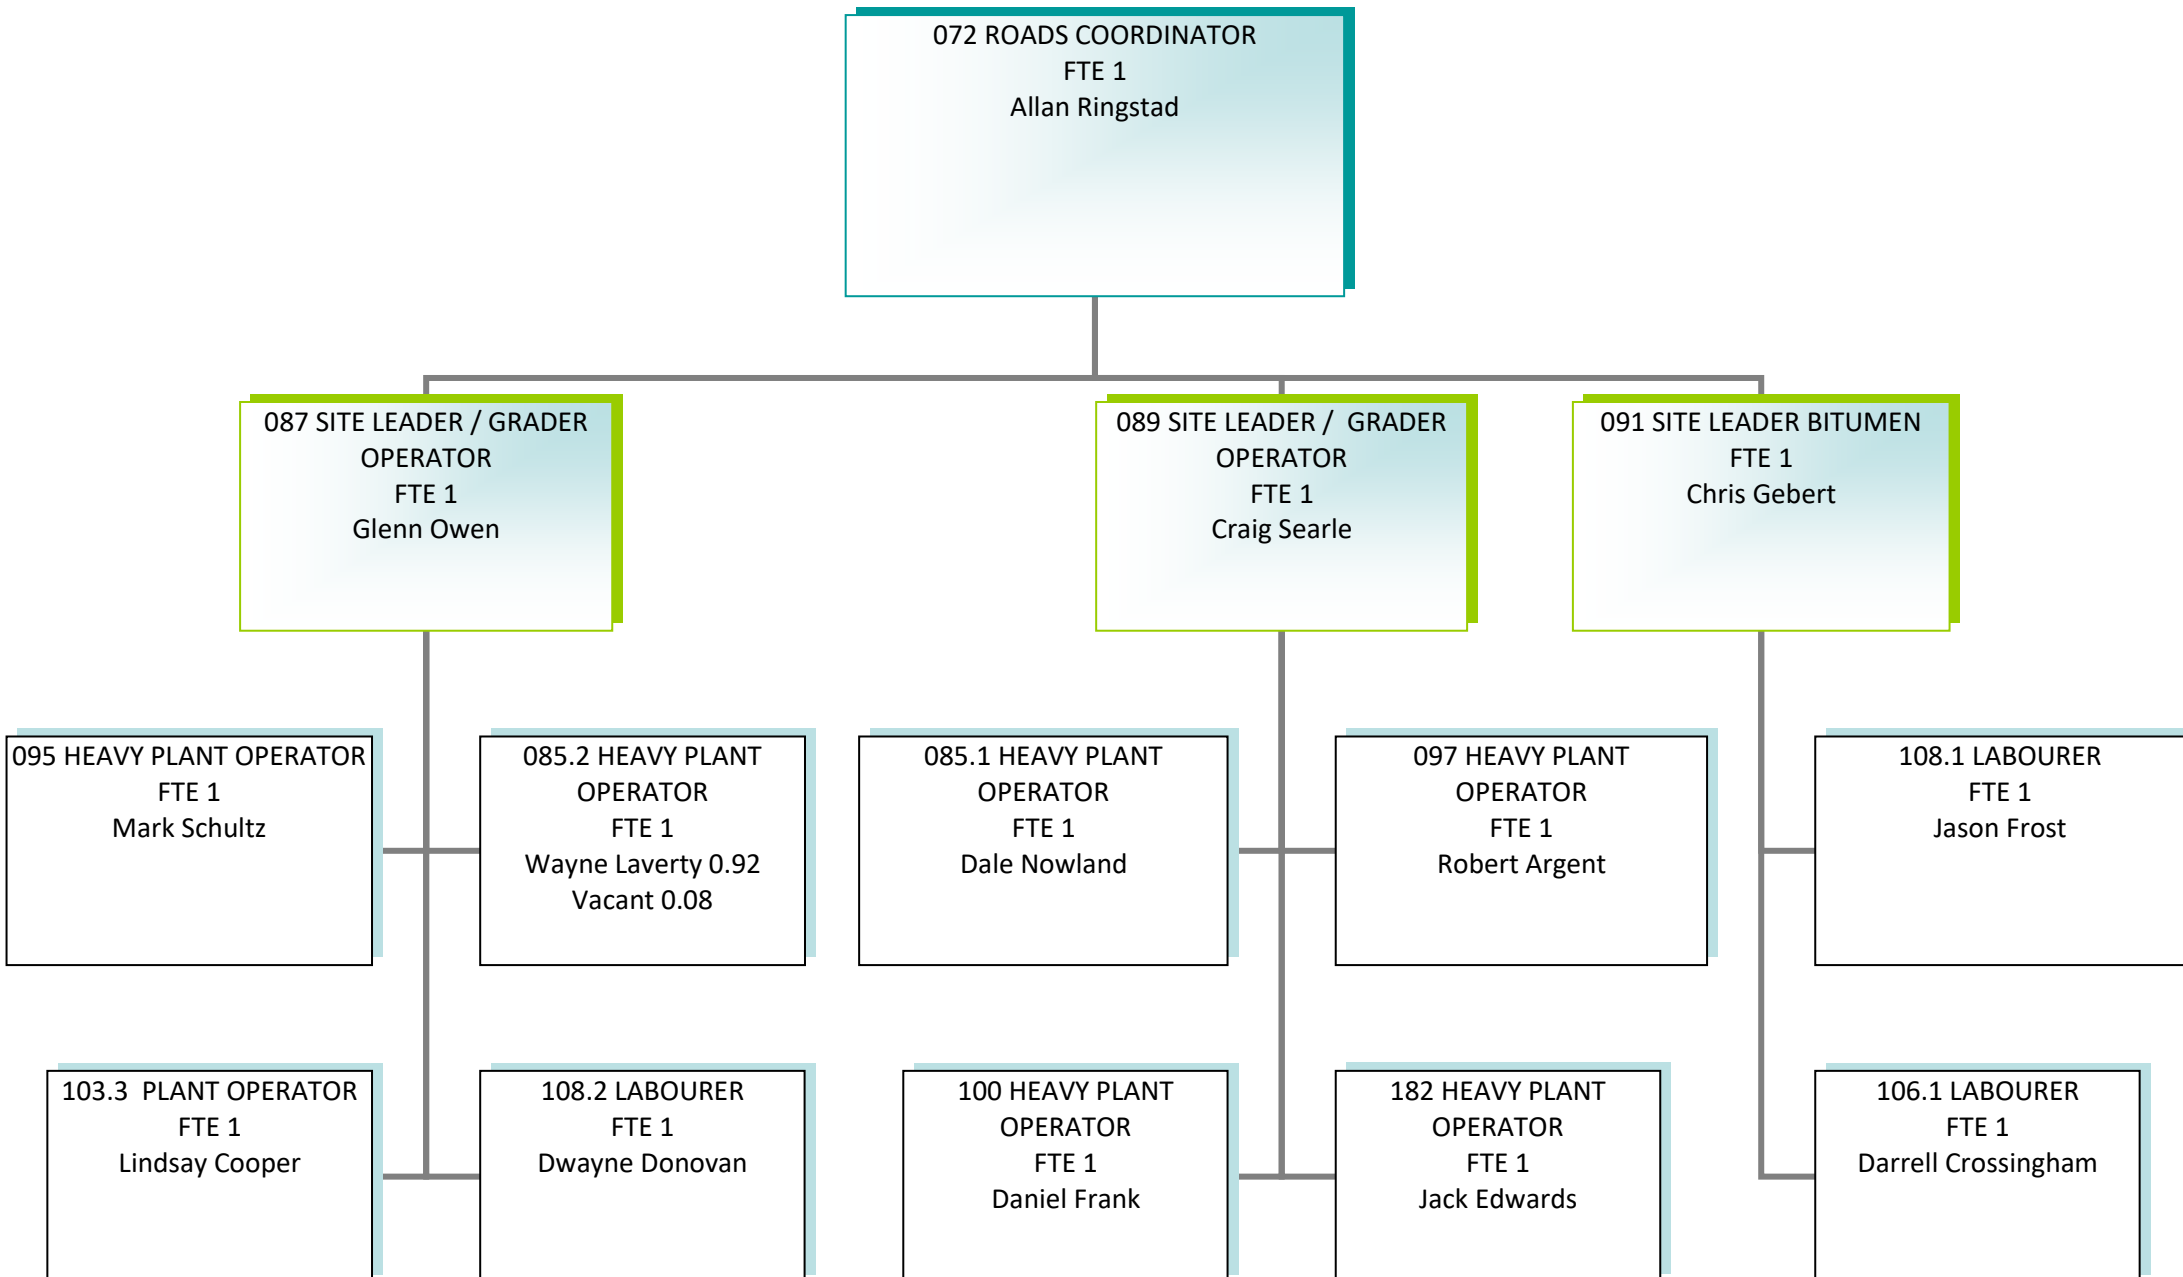 072 ROADS COORDINATOR
FTE 1
Allan Ringstad
087 SITE LEADER / GRADER
OPERATOR
FTE 1
Glenn Owen
089 SITE LEADER /  GRADER
OPERATOR
FTE 1
Craig Searle
091 SITE LEADER BITUMEN
FTE 1
Chris Gebert
095 HEAVY PLANT OPERATOR
FTE 1
Mark Schultz
085.2 HEAVY PLANT
OPERATOR
FTE 1
Wayne Laverty 0.92
Vacant 0.08
085.1 HEAVY PLANT
OPERATOR
FTE 1
Dale Nowland
097 HEAVY PLANT
OPERATOR
FTE 1
Robert Argent
108.1 LABOURER
FTE 1
Jason Frost
103.3  PLANT OPERATOR
FTE 1
Lindsay Cooper
108.2 LABOURER
FTE 1
Dwayne Donovan
100 HEAVY PLANT
OPERATOR
FTE 1
Daniel Frank
182 HEAVY PLANT
OPERATOR
FTE 1
Jack Edwards
106.1 LABOURER
FTE 1
Darrell Crossingham